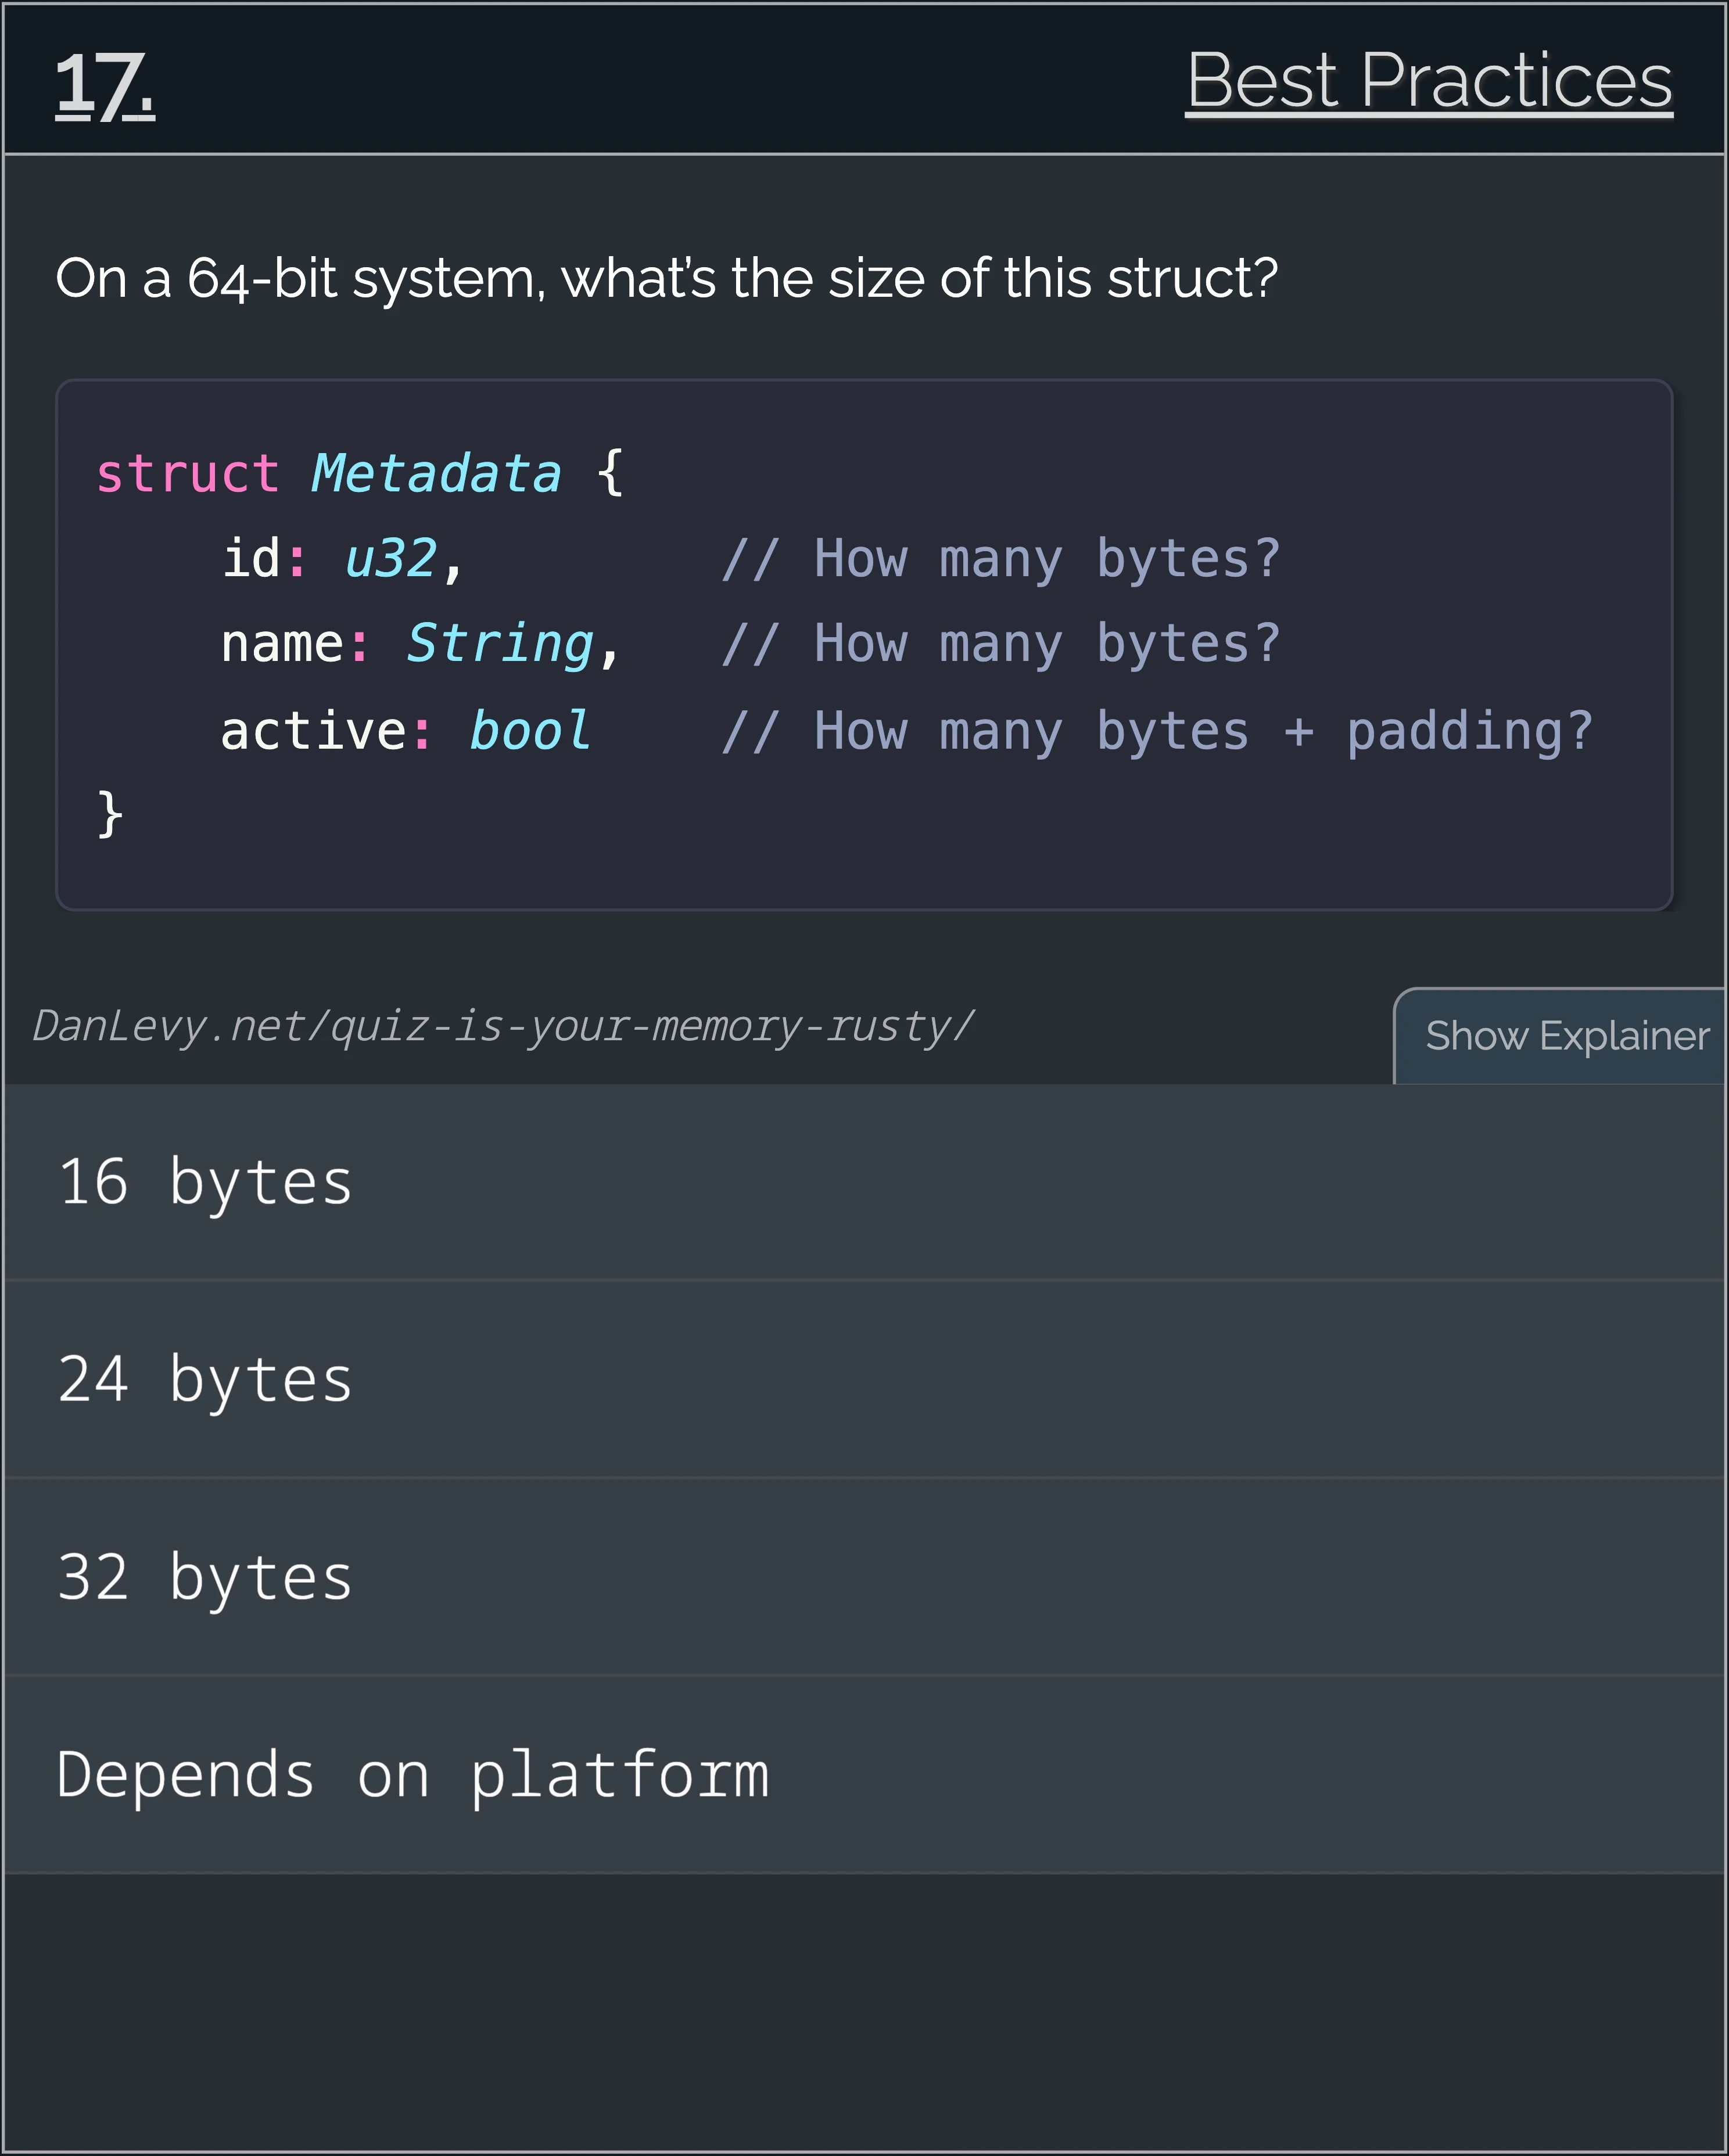 17.
Best Practices
On a 64-bit system, what's the size of this struct?
struct Metadata {
    id: u32,        // How many bytes?
    name: String,   // How many bytes?
    active: bool    // How many bytes + padding?
}
DanLevy.net/quiz-is-your-memory-rusty/
Show Explainer
16 bytes
24 bytes
32 bytes
Depends on platform